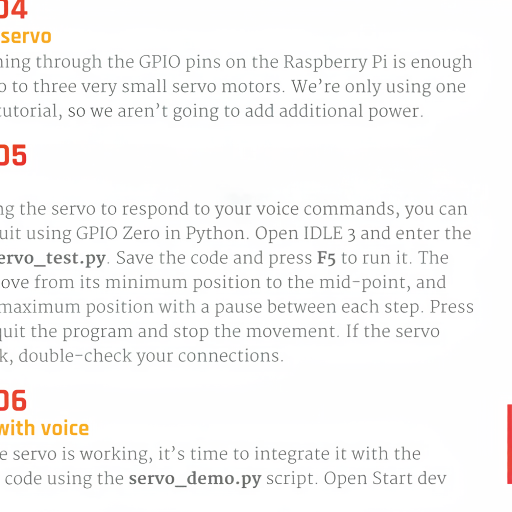 04
servo
ning through the GPIO pins on the Raspberry Pi is enough
o to three very small servo motors. We’re only using one
tutorial, so we aren’t going to add additional power.
05
ng the servo to respond to your voice commands, you can
uit using GPIO Zero in Python. Open IDLE 3 and enter the
ervo_test.py. Save the code and press F5 to run it. The
ove from its minimum position to the mid-point, and
maximum position with a pause between each step. Press
quit the program and stop the movement. If the servo
k, double-check your connections.
06
with voice
e servo is working, it’s time to integrate it with the
code using the servo_demo.py script. Open Start dev